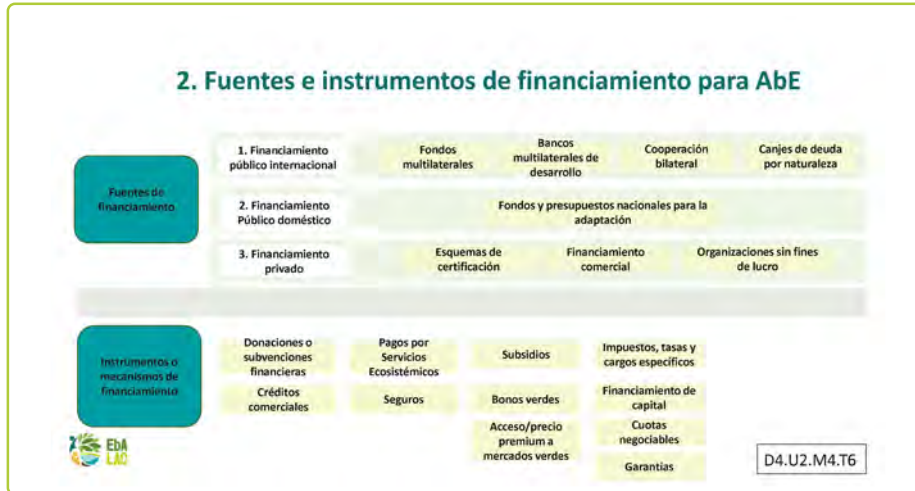 2. Fuentes e instrumentos de financiamiento para AbE
Fuentes de
financiamiento
1. Financiamiento
público internacional
Fondos
multilaterales
Bancos
multilaterales de
desarrollo
Cooperación
bilateral
Canjes de deuda
por naturaleza
2. Financiamiento
Público doméstico
Fondos y presupuestos nacionales para la
adaptación
3. Financiamiento
privado
Esquemas de
certificación
Financiamiento
comercial
Organizaciones sin fines
de lucro
Instrumentos o
mecanismos de
financiamiento
Donaciones o
subvenciones
financieras
Pagos por
Servicios
Ecosistémicos
Subsidios
Impuestos, tasas y
cargos específicos
Créditos
comerciales
Seguros
Bonos verdes
Financiamiento de
capital
Acceso/precio
premium a
mercados verdes
Cuotas
negociables
Garantías
EbA
LAC
D4.U2.M4.T6